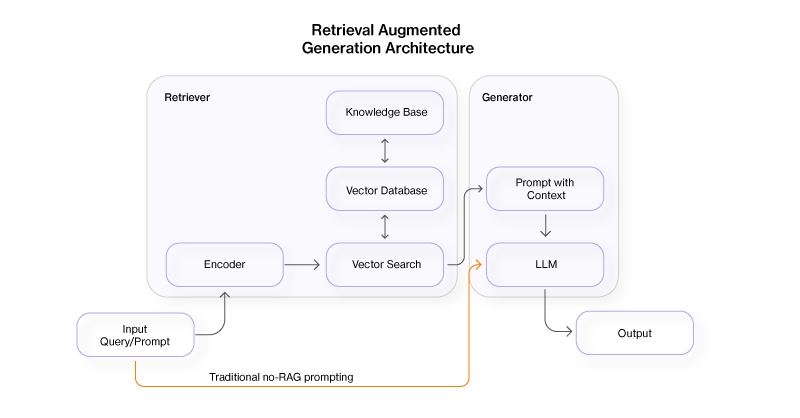 Retrieval Augmented
Generation Architecture
Retriever
Generator
Knowledge Base
Vector Database
Prompt with
Context
Encoder
Vector Search
LLM
Input
Query/Prompt
Output
Traditional no-RAG prompting